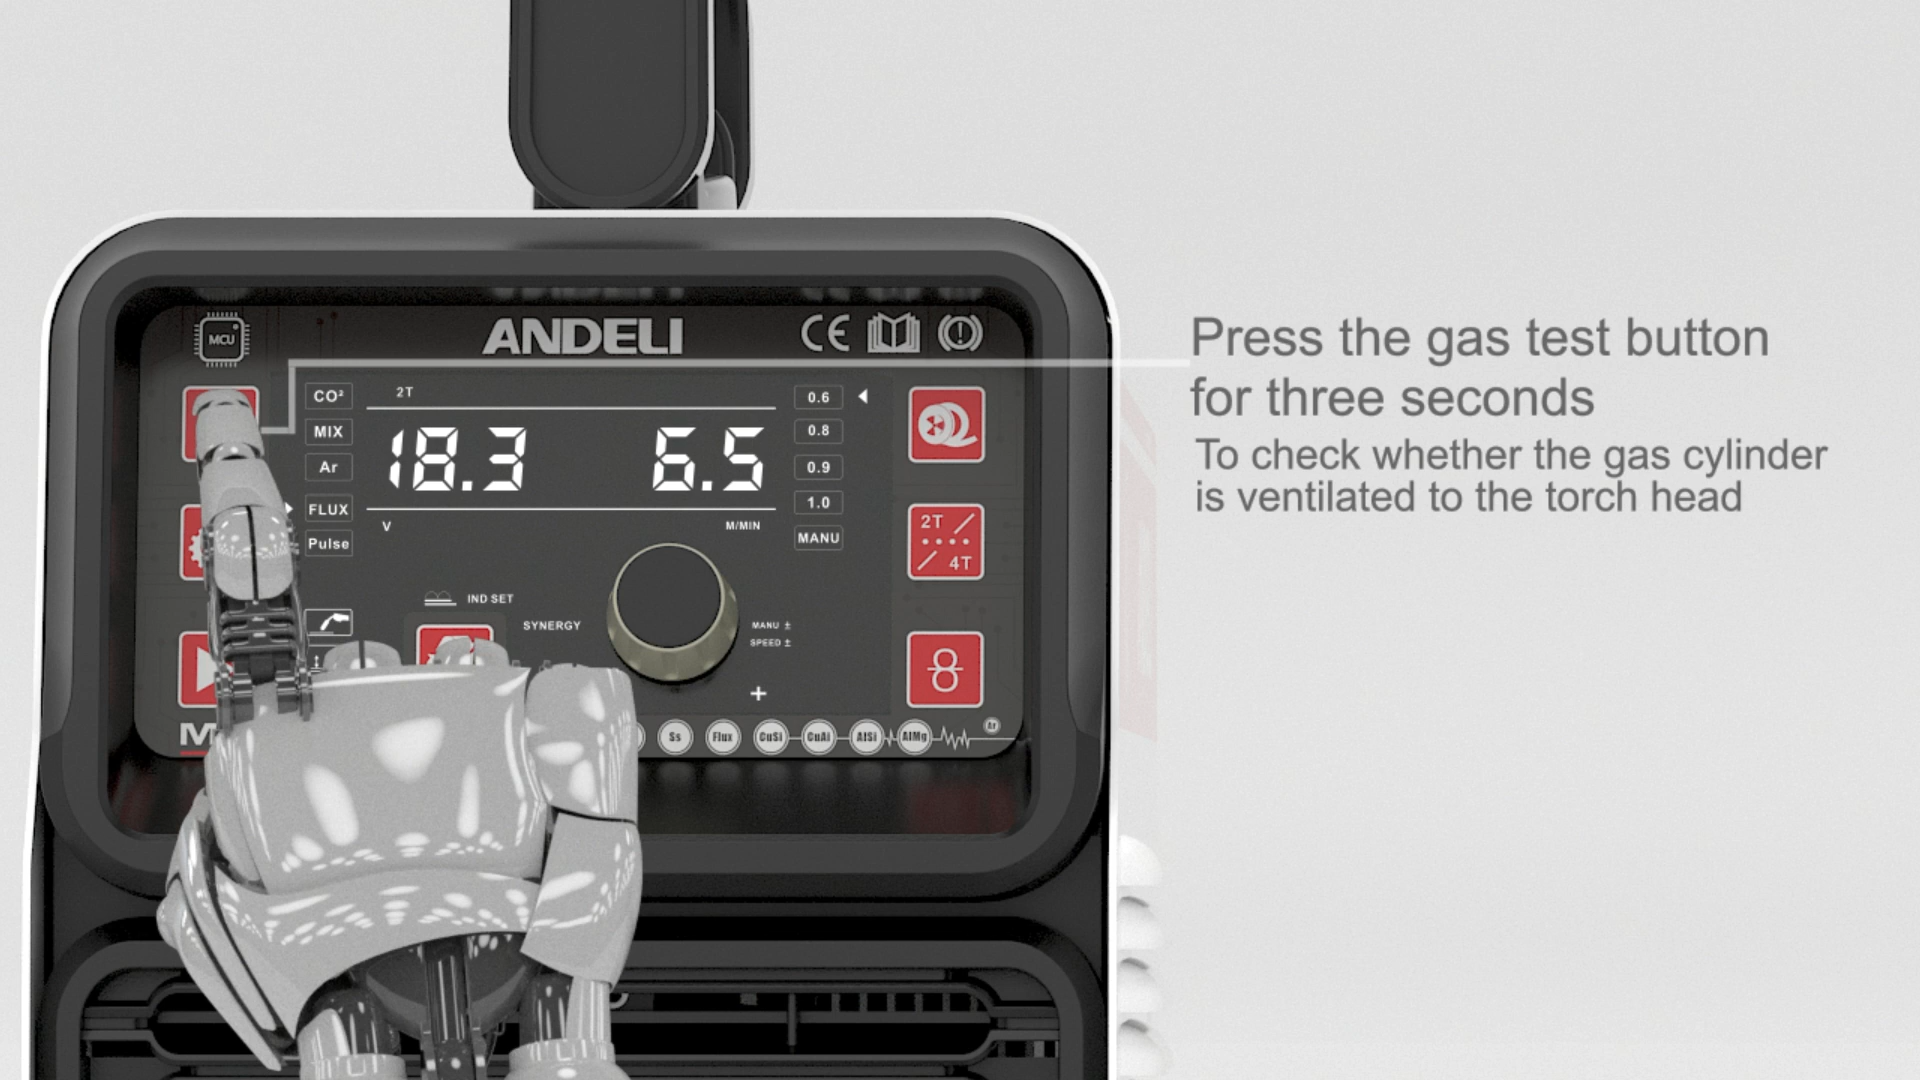 MCU
ANDELI
CE
Press the gas test button
for three seconds
To check whether the gas cylinder
is ventilated to the torch head
CO²
MIX
Ar
FLUX
Pulse
2T
18.3 6.5
V M/MIN
0.6
0.8
0.9
1.0
MANU
2T
4T
IND SET
SYNERGY
MANU ±
SPEED ±
+
Ss Flux CuSi CuAl AlSi AlMg Ar